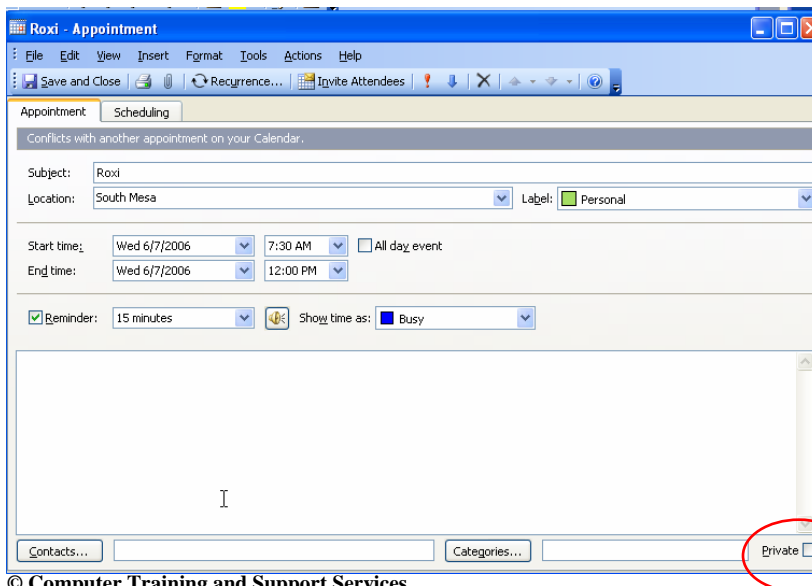 Roxi - Appointment
File Edit View Insert Format Tools Actions Help
Save and Close Recurrence... Invite Attendees
Appointment Scheduling
Conflicts with another appointment on your Calendar.
Subject: Roxi
Location: South Mesa Label: Personal
Start time: Wed 6/7/2006 7:30 AM All day event
End time: Wed 6/7/2006 12:00 PM
Reminder: 15 minutes Show time as: Busy
Contacts... Categories... Private
© Computer Training and Support Services